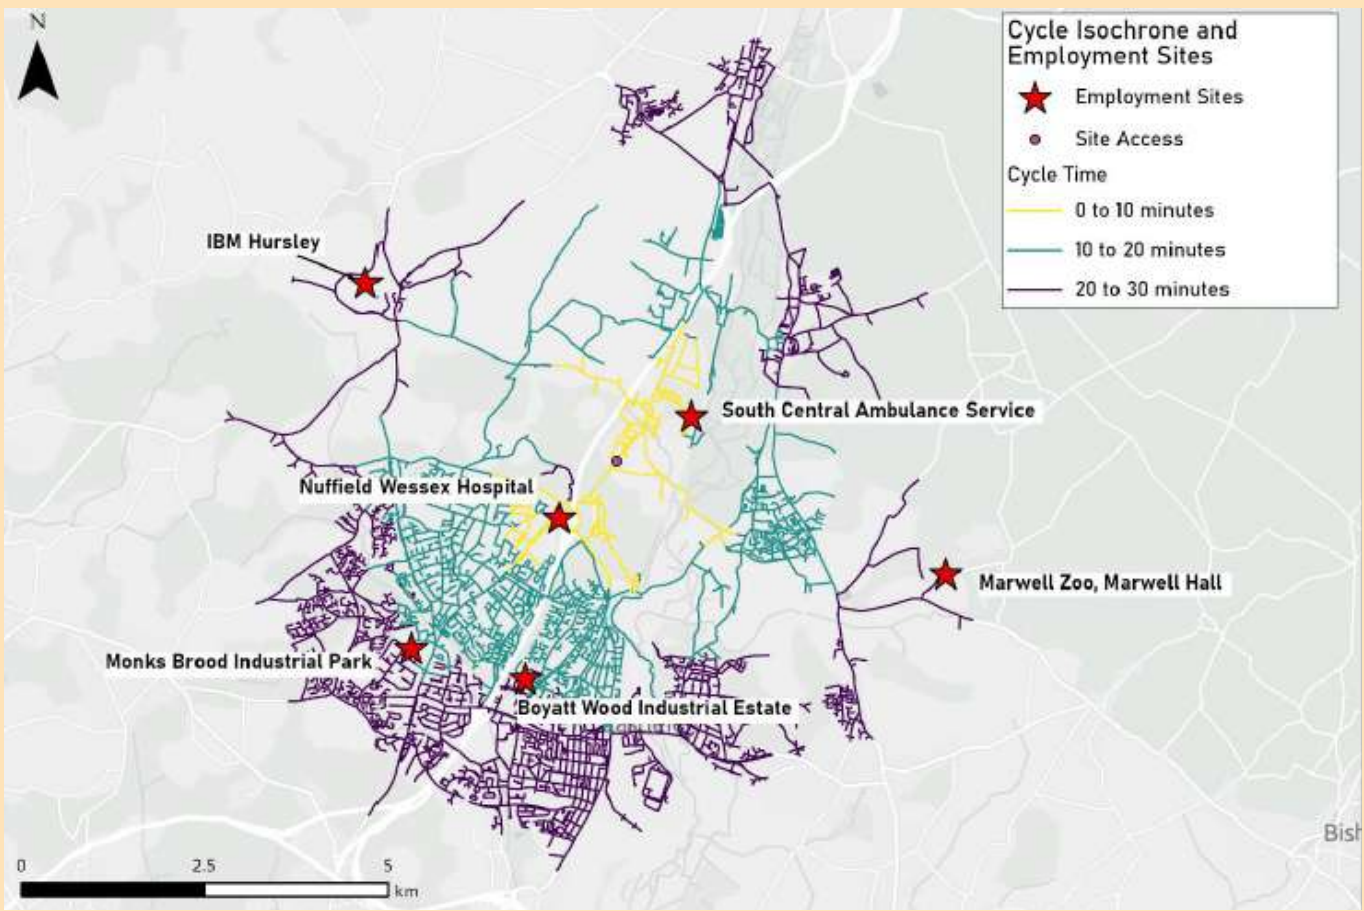 N
Cycle Isochrone and
Employment Sites
Employment Sites
Site Access
Cycle Time
0 to 10 minutes
10 to 20 minutes
20 to 30 minutes
IBM Hursley
South Central Ambulance Service
Nuffield Wessex Hospital
Marwell Zoo, Marwell Hall
Monks Brood Industrial Park
Boyatt Wood Industrial Estate
Bish
0 2.5 5
km